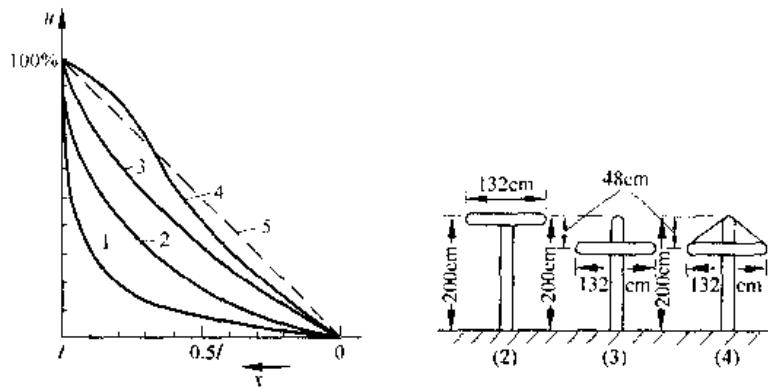 u
100%
1
2
3
4
5
l
0.5l
0
x
132cm
48cm
200cm
200cm
132 cm
200cm
132 cm
(2)
(3)
(4)